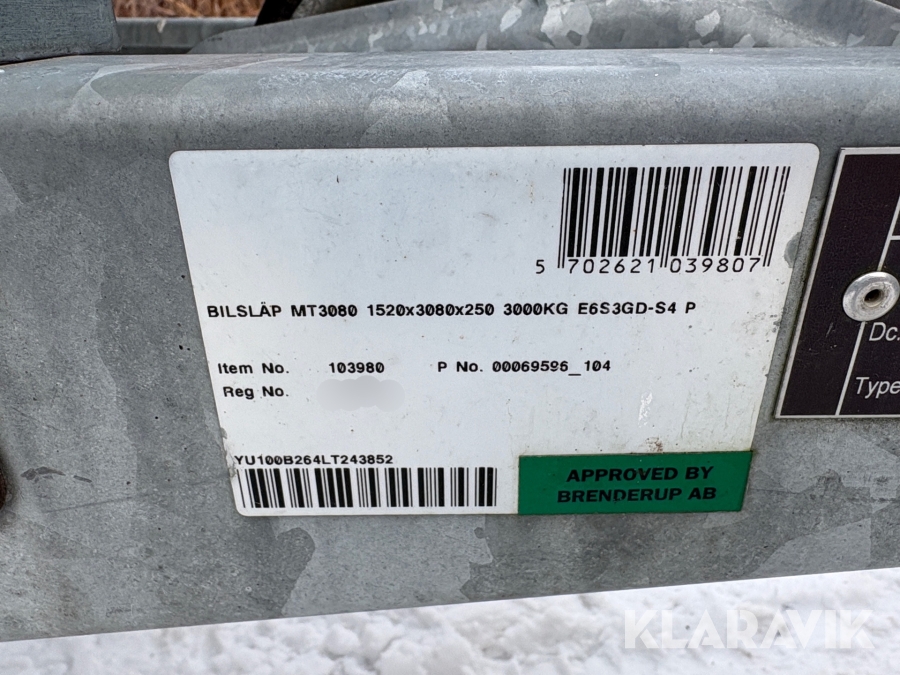 5 702621 039807
BILSLÄP MT3080 1520x3080x250 3000KG E6S3GD-S4 P
Item No. 103980 P No. 00069596_104
Reg No.
YU100B264LT243852
APPROVED BY
BRENDERUP AB
Dc.
Type
KLARAVIK